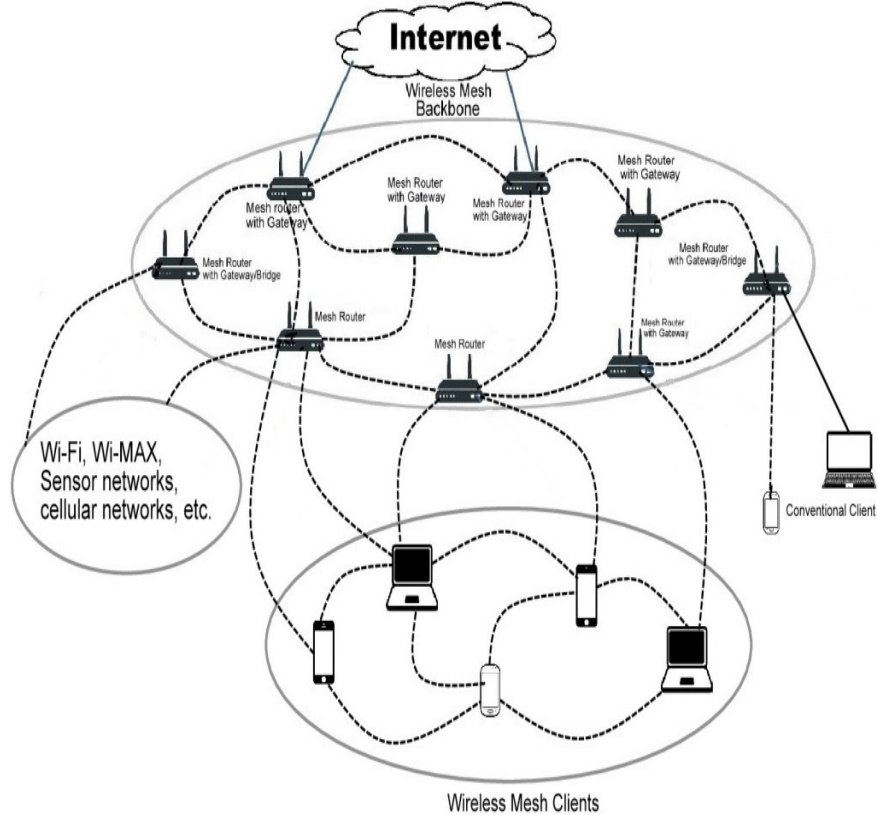 Internet
Wireless Mesh
Backbone
Mesh router
with Gateway
Mesh Router
with Gateway
Mesh Router
with Gateway
Mesh Router
with Gateway
Mesh Router
with Gateway/Bridge
Mesh Router
with Gateway/Bridge
Mesh Router
Mesh Router
Mesh Router
with Gateway
Wi-Fi, Wi-MAX,
Sensor networks,
cellular networks, etc.
Conventional Client
Wireless Mesh Clients